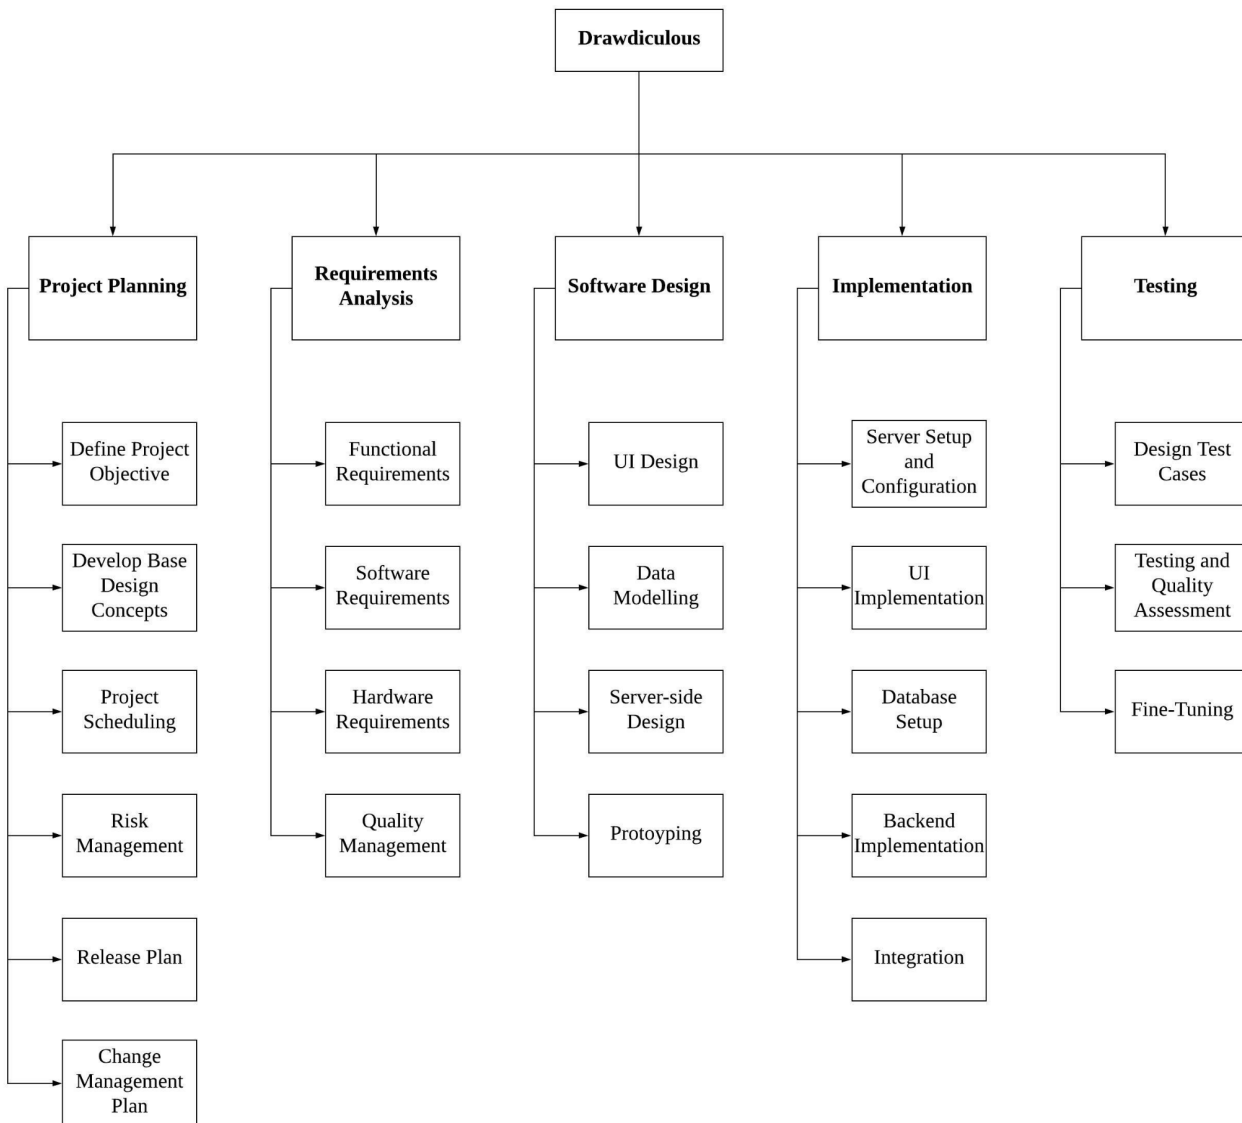 Drawdiculous
Project Planning
Requirements
Analysis
Software Design
Implementation
Testing
Define Project
Objective
Develop Base
Design
Concepts
Project
Scheduling
Risk
Management
Release Plan
Change
Management
Plan
Functional
Requirements
Software
Requirements
Hardware
Requirements
Quality
Management
UI Design
Data
Modelling
Server-side
Design
Protoyping
Server Setup
and
Configuration
UI
Implementation
Database
Setup
Backend
Implementation
Integration
Design Test
Cases
Testing and
Quality
Assessment
Fine-Tuning